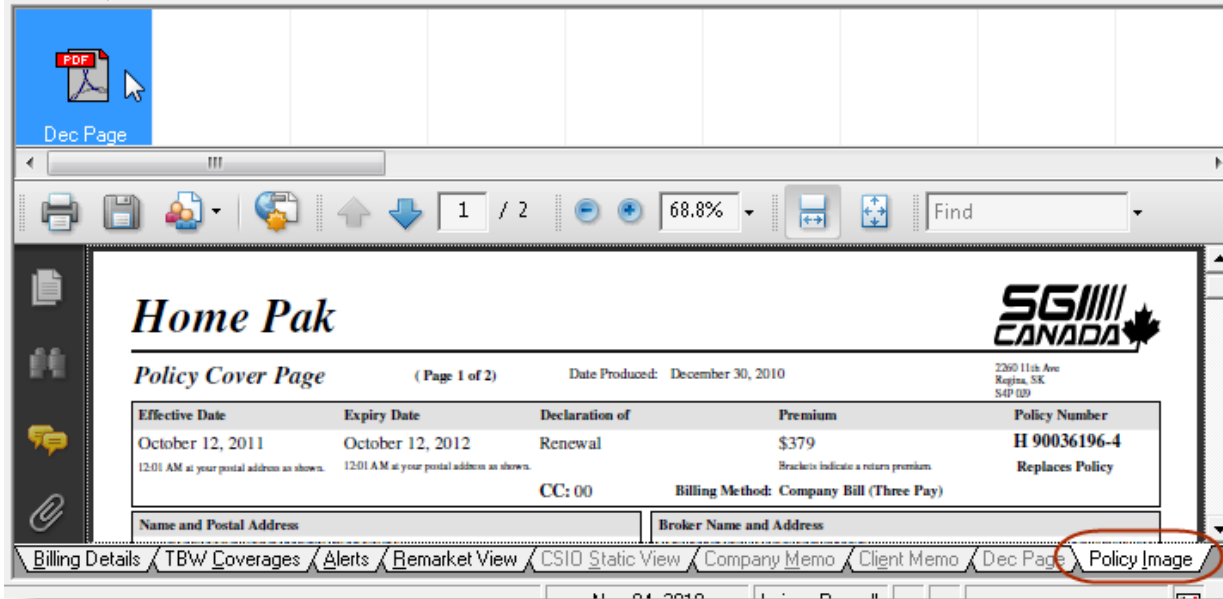 PDF
Dec Page
1 / 2 68.8% Find
Home Pak
SGI CANADA
Policy Cover Page ( Page 1 of 2) Date Produced: December 30, 2010
2260 11th Ave
Regina, SK
Effective Date Expiry Date Declaration of Premium Policy Number
October 12, 2011 October 12, 2012 Renewal $379 H 90036196-4
12:01 AM at your postal address as shown. 12:01 AM at your postal address as shown. Brackets indicate a return premium. Replaces Policy
CC: 00 Billing Method: Company Bill (Three Pay)
Name and Postal Address Broker Name and Address
Billing Details TBW Coverages Alerts Remarket View CSIO Static View Company Memo Client Memo Dec Page Policy Image